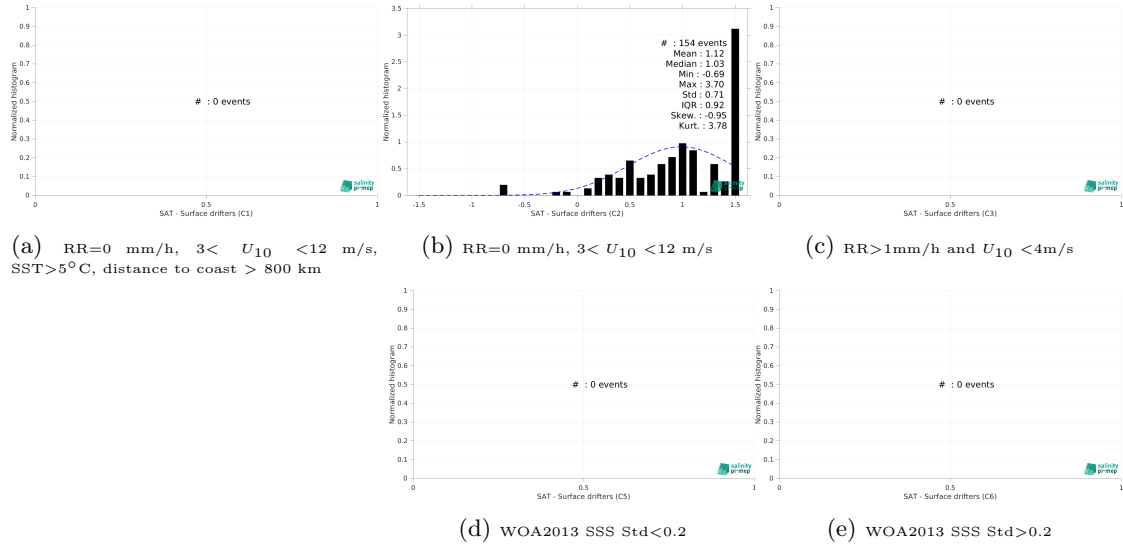 1
0.9
0.8
0.7
0.6
0.5
0.4
0.3
0.2
0.1
0
Normalized histogram
# : 0 events
salinity
pi-mep
0 0.5 1
SAT - Surface drifters (C1)
(a) RR=0 mm/h, 3< U10 <12 m/s,
SST>5°C, distance to coast > 800 km
3.5
3
2.5
2
1.5
1
0.5
0
Normalized histogram
# : 154 events
Mean : 1.12
Median : 1.03
Min : -0.69
Max : 3.70
Std : 0.71
IQR : 0.92
Skew. : -0.95
Kurt. : 3.78
salinity
pi-mep
-1.5 -1 -0.5 0 0.5 1 1.5
SAT - Surface drifters (C2)
(b) RR=0 mm/h, 3< U10 <12 m/s
1
0.9
0.8
0.7
0.6
0.5
0.4
0.3
0.2
0.1
0
Normalized histogram
# : 0 events
salinity
pi-mep
0 0.5 1
SAT - Surface drifters (C3)
(c) RR>1mm/h and U10 <4m/s
1
0.9
0.8
0.7
0.6
0.5
0.4
0.3
0.2
0.1
0
Normalized histogram
# : 0 events
salinity
pi-mep
0 0.5 1
SAT - Surface drifters (C5)
(d) WOA2013 SSS Std<0.2
1
0.9
0.8
0.7
0.6
0.5
0.4
0.3
0.2
0.1
0
Normalized histogram
# : 0 events
salinity
pi-mep
0 0.5 1
SAT - Surface drifters (C6)
(e) WOA2013 SSS Std>0.2